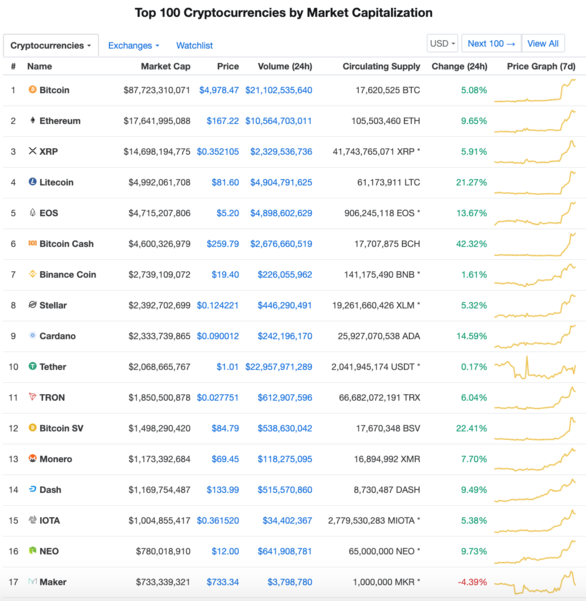 Top 100 Cryptocurrencies by Market Capitalization
Cryptocurrencies Exchanges Watchlist USD Next 100 → View All
# Name Market Cap Price Volume (24h) Circulating Supply Change (24h) Price Graph (7d)
1 Bitcoin $87,723,310,071 $4,978.47 $21,102,535,640 17,620,525 BTC 5.08%
2 Ethereum $17,641,995,088 $167.22 $10,564,703,011 105,503,460 ETH 9.65%
3 XRP $14,698,194,775 $0.352105 $2,329,536,736 41,743,765,071 XRP * 5.91%
4 Litecoin $4,992,061,708 $81.60 $4,904,791,625 61,173,911 LTC 21.27%
5 EOS $4,715,207,806 $5.20 $4,898,602,629 906,245,118 EOS * 13.67%
6 Bitcoin Cash $4,600,326,979 $259.79 $2,676,660,519 17,707,875 BCH 42.32%
7 Binance Coin $2,739,109,072 $19.40 $226,055,962 141,175,490 BNB * 1.61%
8 Stellar $2,392,702,699 $0.124221 $446,290,491 19,261,660,426 XLM * 5.32%
9 Cardano $2,333,739,865 $0.090012 $242,196,170 25,927,070,538 ADA 14.59%
10 Tether $2,068,665,767 $1.01 $22,957,971,289 2,041,945,174 USDT * 0.17%
11 TRON $1,850,500,878 $0.027751 $612,907,596 66,682,072,191 TRX 6.04%
12 Bitcoin SV $1,498,290,420 $84.79 $538,630,042 17,670,348 BSV 22.41%
13 Monero $1,173,392,684 $69.45 $118,275,095 16,894,992 XMR 7.70%
14 Dash $1,169,754,487 $133.99 $515,570,860 8,730,487 DASH 9.49%
15 IOTA $1,004,855,417 $0.361520 $34,402,367 2,779,530,283 MIOTA * 5.38%
16 NEO $780,018,910 $12.00 $641,908,781 65,000,000 NEO * 9.73%
17 Maker $733,339,321 $733.34 $3,798,780 1,000,000 MKR * -4.39%